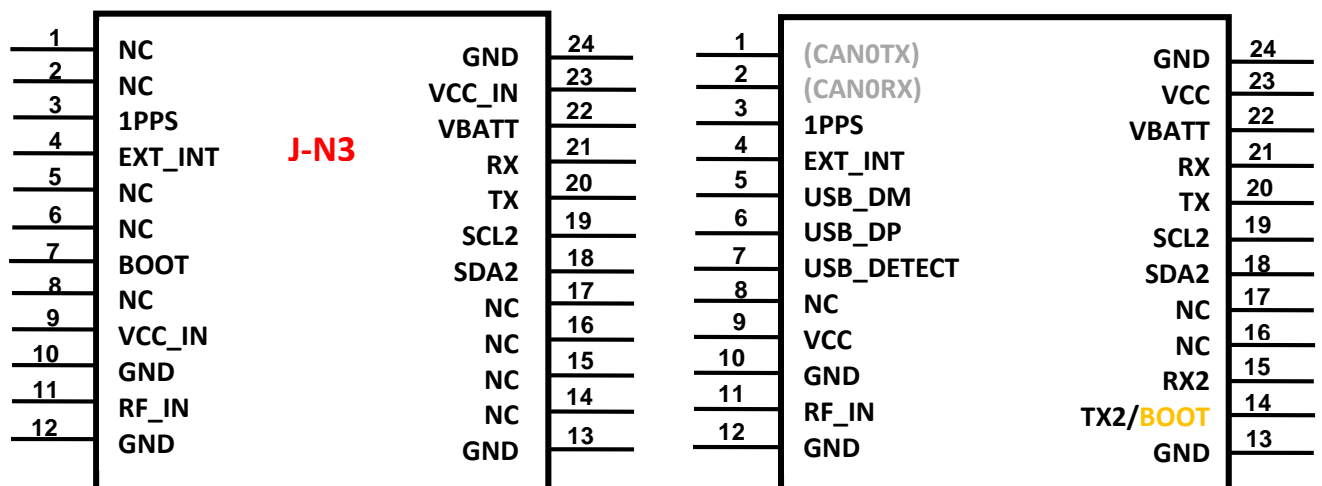 1 NC GND 24
2 NC VCC_IN 23
3 1PPS VBATT 22
4 EXT_INT J-N3 RX 21
5 NC TX 20
6 NC SCL2 19
7 BOOT SDA2 18
8 NC NC 17
9 VCC_IN NC 16
10 GND NC 15
11 RF_IN NC 14
12 GND GND 13
1 (CAN0TX) GND 24
2 (CAN0RX) VCC 23
3 1PPS VBATT 22
4 EXT_INT RX 21
5 USB_DM TX 20
6 USB_DP SCL2 19
7 USB_DETECT SDA2 18
8 NC NC 17
9 VCC NC 16
10 GND RX2 15
11 RF_IN TX2/BOOT 14
12 GND GND 13